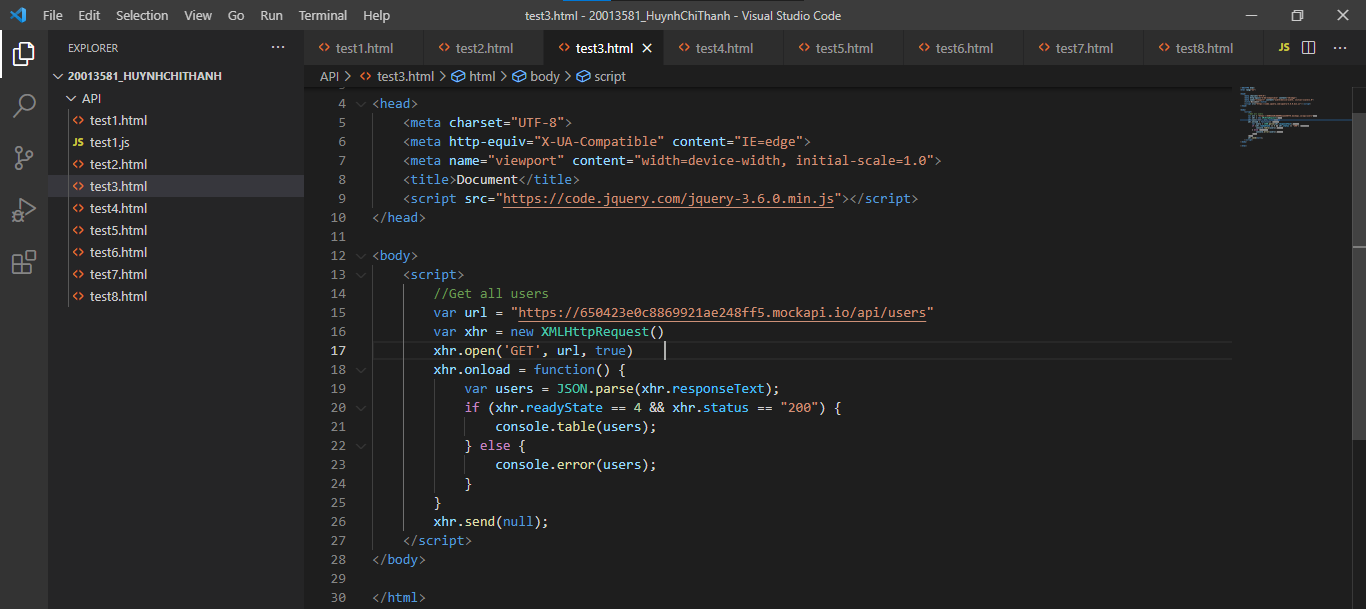 File Edit Selection View Go Run Terminal Help
test3.html - 20013581_HuynhChiThanh - Visual Studio Code
EXPLORER
20013581_HUYNHCHITHANH
API
test1.html
JS test1.js
test2.html
test3.html
test4.html
test5.html
test6.html
test7.html
test8.html
test1.html test2.html test3.html test4.html test5.html test6.html test7.html test8.html JS
API > test3.html > html > body > script
4 <head>
5 <meta charset="UTF-8">
6 <meta http-equiv="X-UA-Compatible" content="IE=edge">
7 <meta name="viewport" content="width=device-width, initial-scale=1.0">
8 <title>Document</title>
9 <script src="https://code.jquery.com/jquery-3.6.0.min.js"></script>
10 </head>
11
12 <body>
13 <script>
14 //Get all users
15 var url = "https://650423e0c8869921ae248ff5.mockapi.io/api/users"
16 var xhr = new XMLHttpRequest()
17 xhr.open('GET', url, true)
18 xhr.onload = function() {
19 var users = JSON.parse(xhr.responseText);
20 if (xhr.readyState == 4 && xhr.status == "200") {
21 console.table(users);
22 } else {
23 console.error(users);
24 }
25 }
26 xhr.send(null);
27 </script>
28 </body>
29
30 </html>